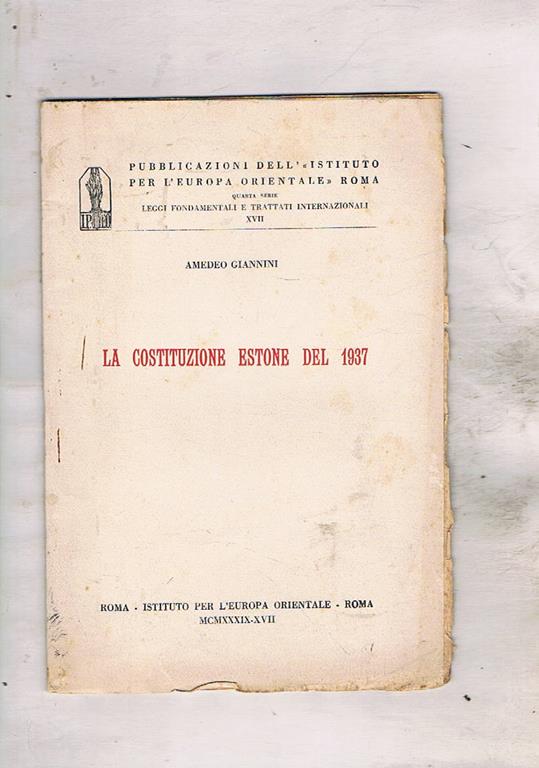 PUBBLICAZIONI DELL'«ISTITUTO
PER L'EUROPA ORIENTALE» ROMA
QUARTA SERIE
LEGGI FONDAMENTALI E TRATTATI INTERNAZIONALI
XVII
AMEDEO GIANNINI
LA COSTITUZIONE ESTONE DEL 1937
ROMA - ISTITUTO PER L'EUROPA ORIENTALE - ROMA
MCMXXXIX-XVII